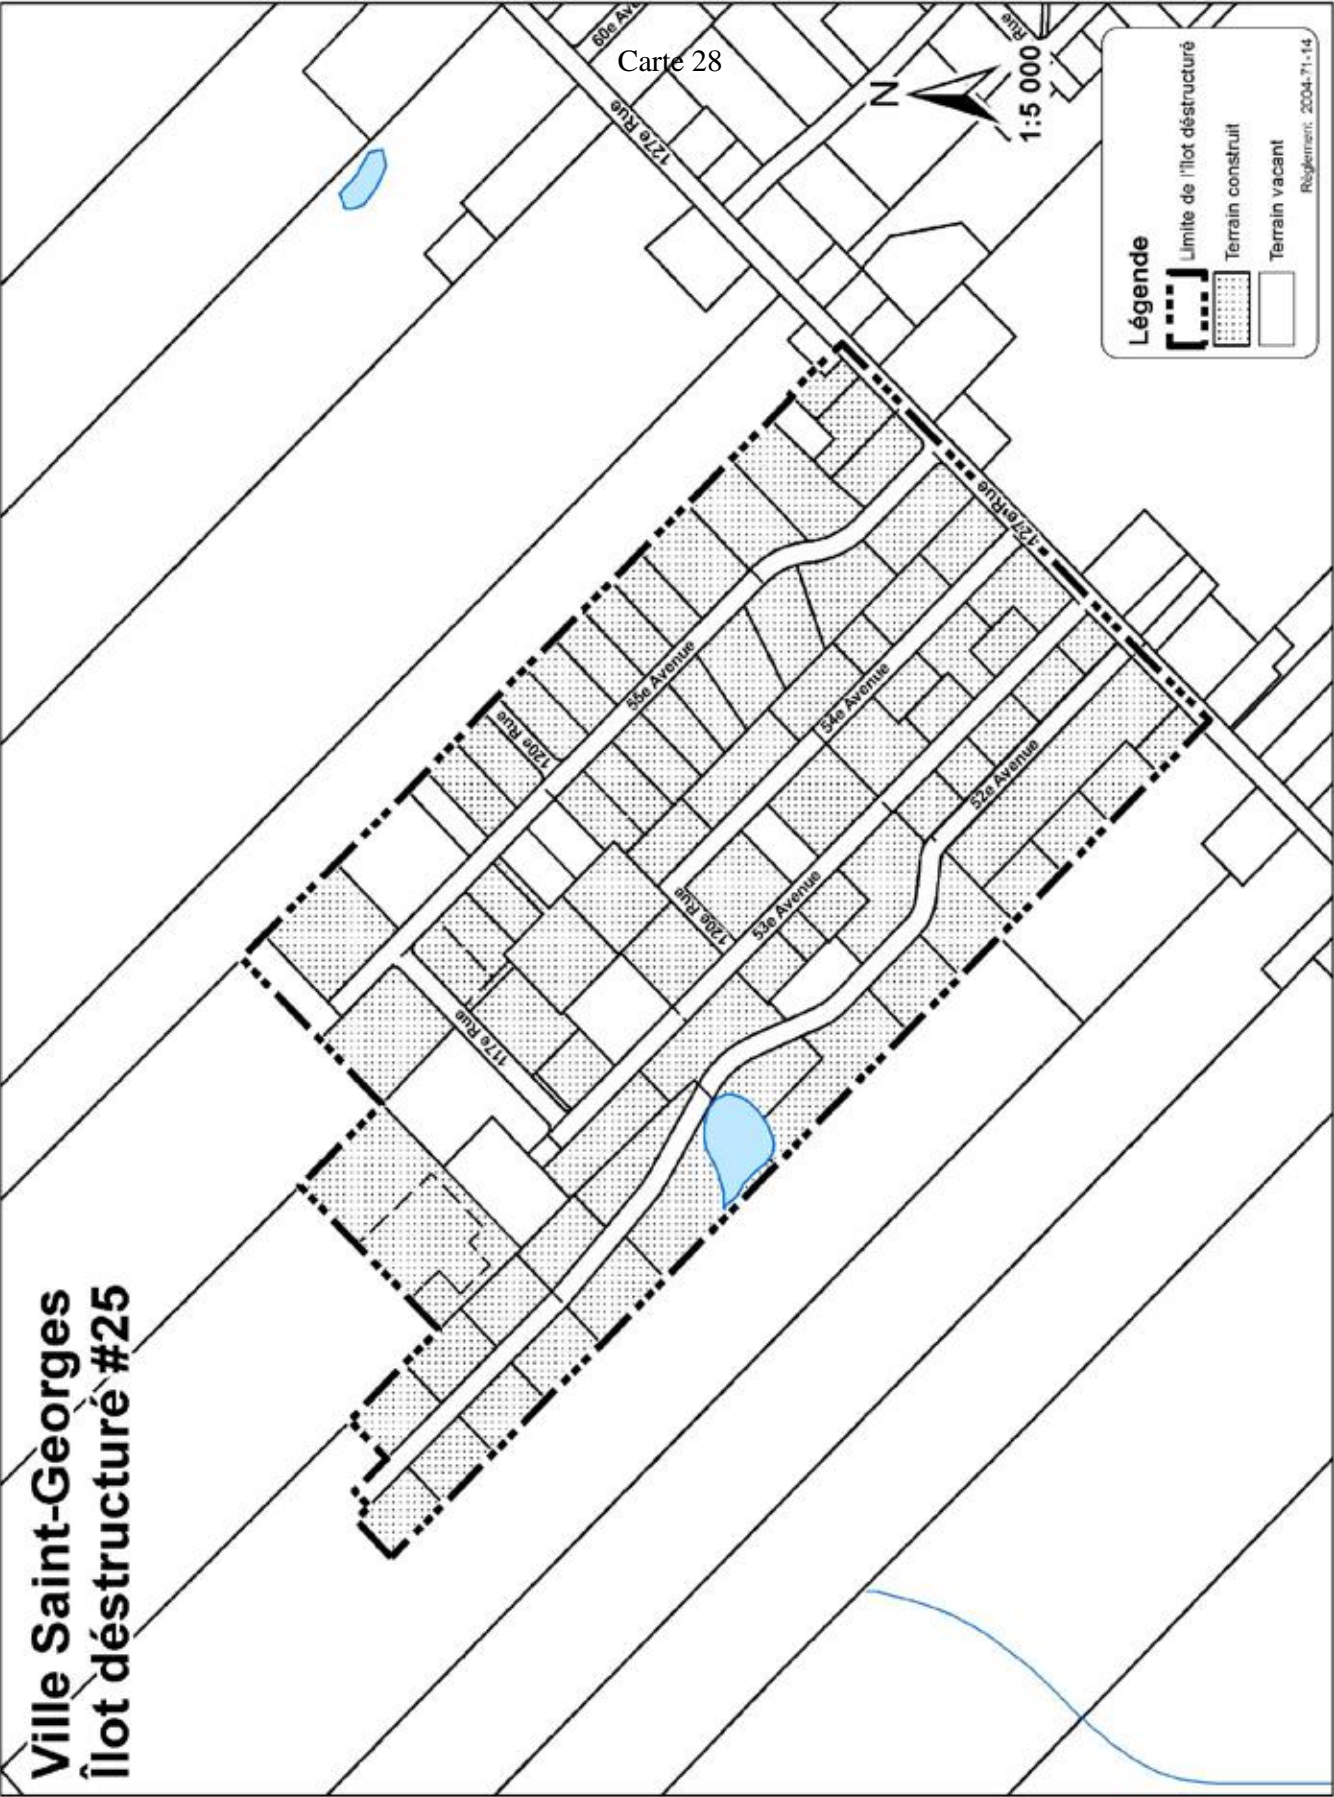 Carte 28
Ville Saint-Georges
Îlot déstructuré #25
60e Ave
Rue
127e Rue
N
1:5 000
55e Avenue
120e Rue
54e Avenue
127e Rue
52e Avenue
120e Rue
53e Avenue
117e Rue
Légende
Limite de l'îlot déstructuré
Terrain construit
Terrain vacant
Règlement 2004-71-14